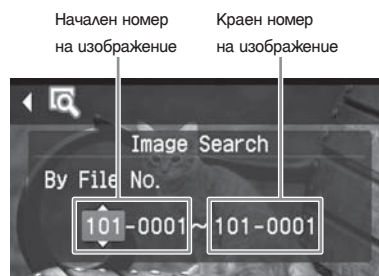 Начален номер
на изображение
Краен номер
на изображение
Image Search
By File No.
101-0001~101-0001